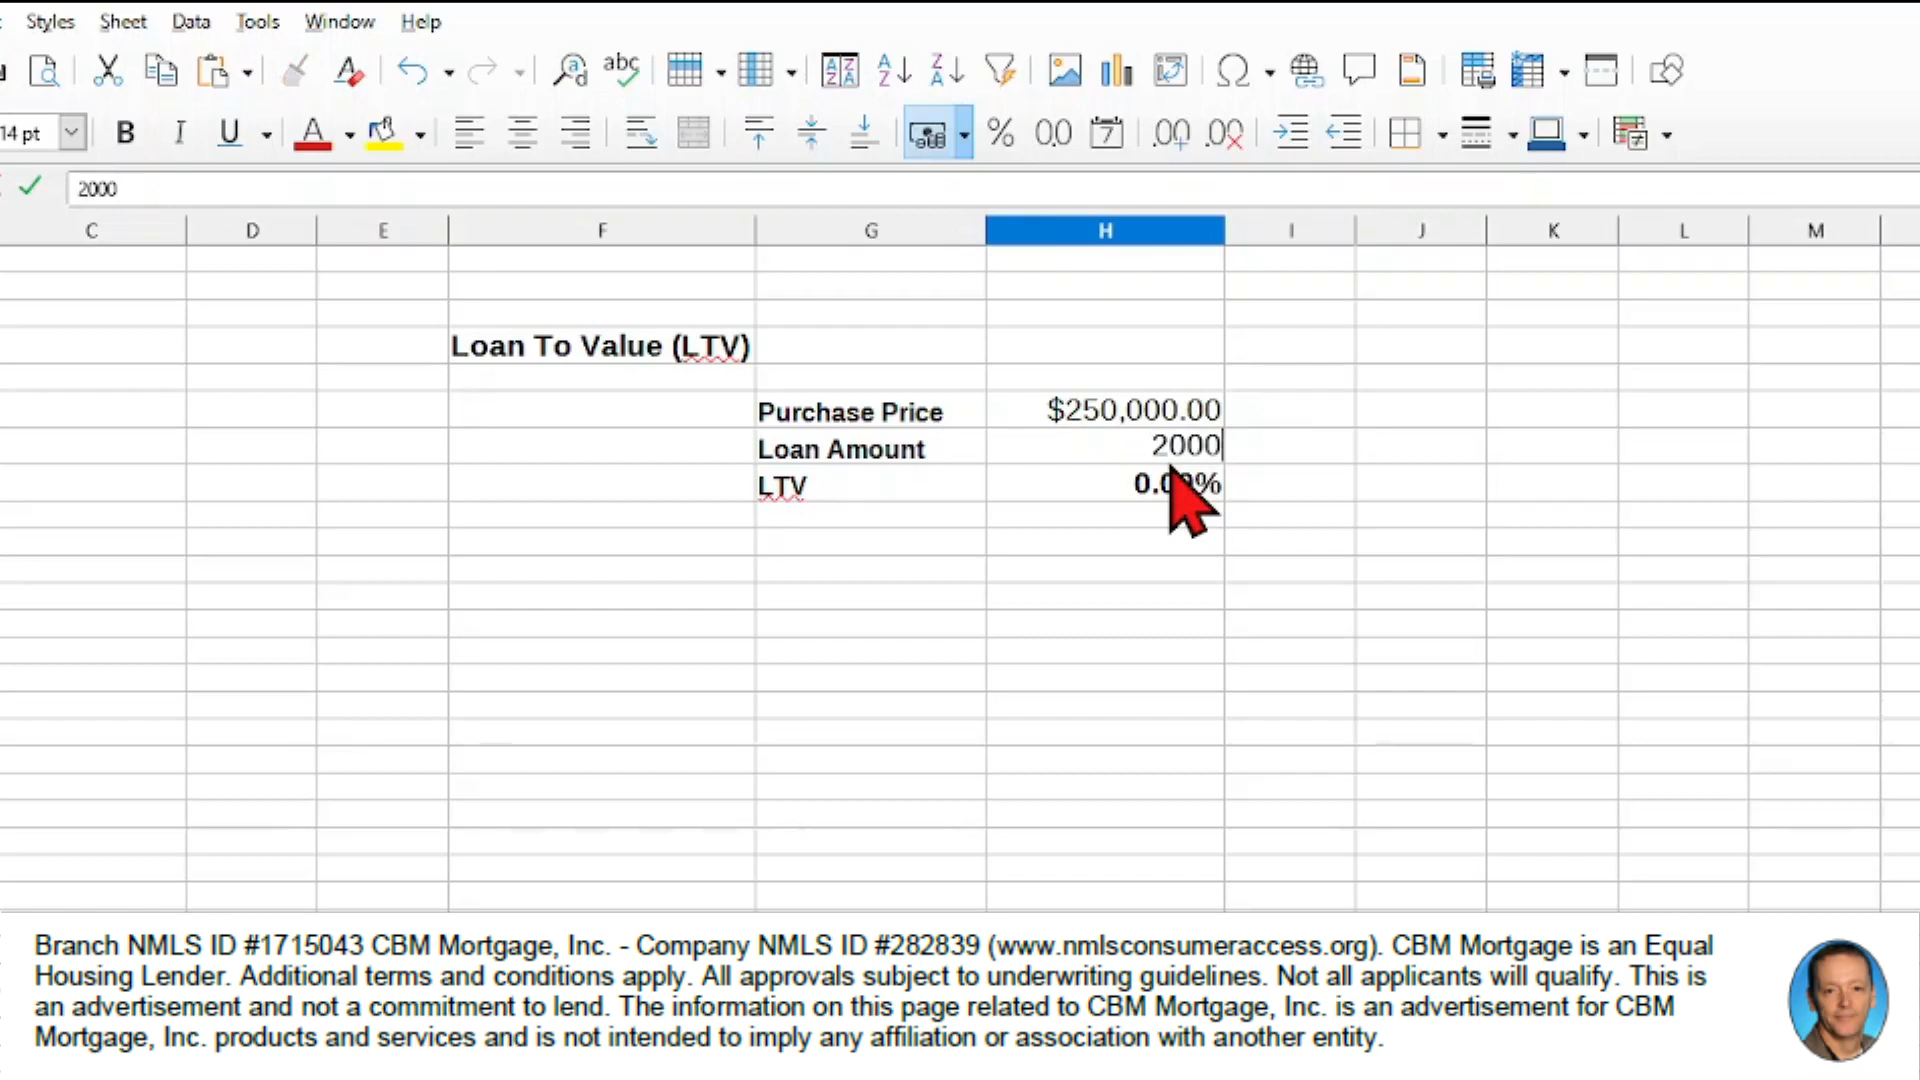 Styles Sheet Data Tools Window Help
14 pt
2000
C D E F G H I J K L M
Loan To Value (LTV)
Purchase Price $250,000.00
Loan Amount 2000
LTV
Branch NMLS ID #1715043 CBM Mortgage, Inc. - Company NMLS ID #282839 (www.nmlsconsumeraccess.org). CBM Mortgage is an Equal
Housing Lender. Additional terms and conditions apply. All approvals subject to underwriting guidelines. Not all applicants will qualify. This is
an advertisement and not a commitment to lend. The information on this page related to CBM Mortgage, Inc. is an advertisement for CBM
Mortgage, Inc. products and services and is not intended to imply any affiliation or association with another entity.